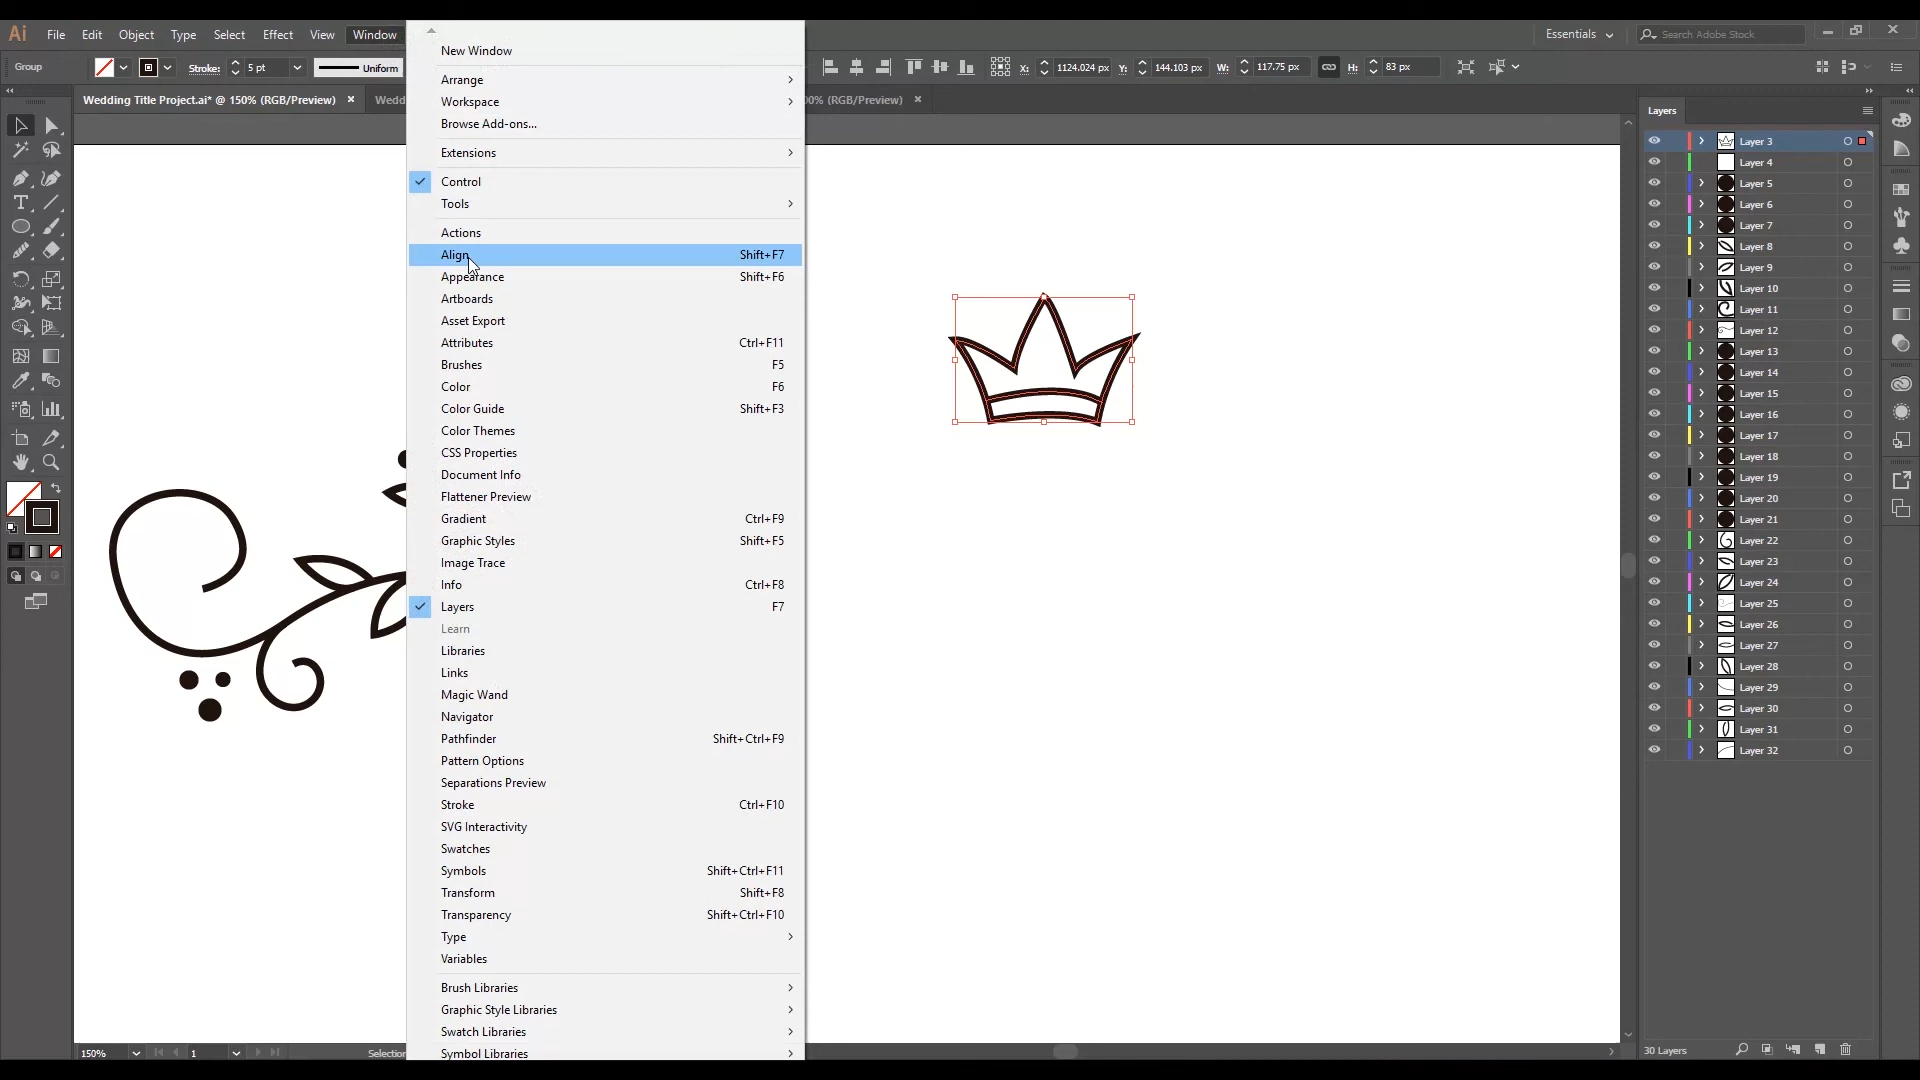 Ai File Edit Object Type Select Effect View Window Essentials Search Adobe Stock
Group Stroke: 5 pt Uniform X: 1124.024 px Y: 144.103 px W: 117.75 px H: 83 px
Wedding Title Project.ai* @ 150% (RGB/Preview) × Wedd 00% (RGB/Preview) ×
New Window
Arrange
Workspace
Browse Add-ons...
Extensions
Control
Tools
Actions
Align Shift+F7
Appearance Shift+F6
Artboards
Asset Export
Attributes Ctrl+F11
Brushes F5
Color F6
Color Guide Shift+F3
Color Themes
CSS Properties
Document Info
Flattener Preview
Gradient Ctrl+F9
Graphic Styles Shift+F5
Image Trace
Info Ctrl+F8
Layers F7
Learn
Libraries
Links
Magic Wand
Navigator
Pathfinder Shift+Ctrl+F9
Pattern Options
Separations Preview
Stroke Ctrl+F10
SVG Interactivity
Swatches
Symbols Shift+Ctrl+F11
Transform Shift+F8
Transparency Shift+Ctrl+F10
Type
Variables
Brush Libraries
Graphic Style Libraries
Swatch Libraries
Symbol Libraries
Layers
Layer 3
Layer 4
Layer 5
Layer 6
Layer 7
Layer 8
Layer 9
Layer 10
Layer 11
Layer 12
Layer 13
Layer 14
Layer 15
Layer 16
Layer 17
Layer 18
Layer 19
Layer 20
Layer 21
Layer 22
Layer 23
Layer 24
Layer 25
Layer 26
Layer 27
Layer 28
Layer 29
Layer 30
Layer 31
Layer 32
30 Layers
150% 1 Selection